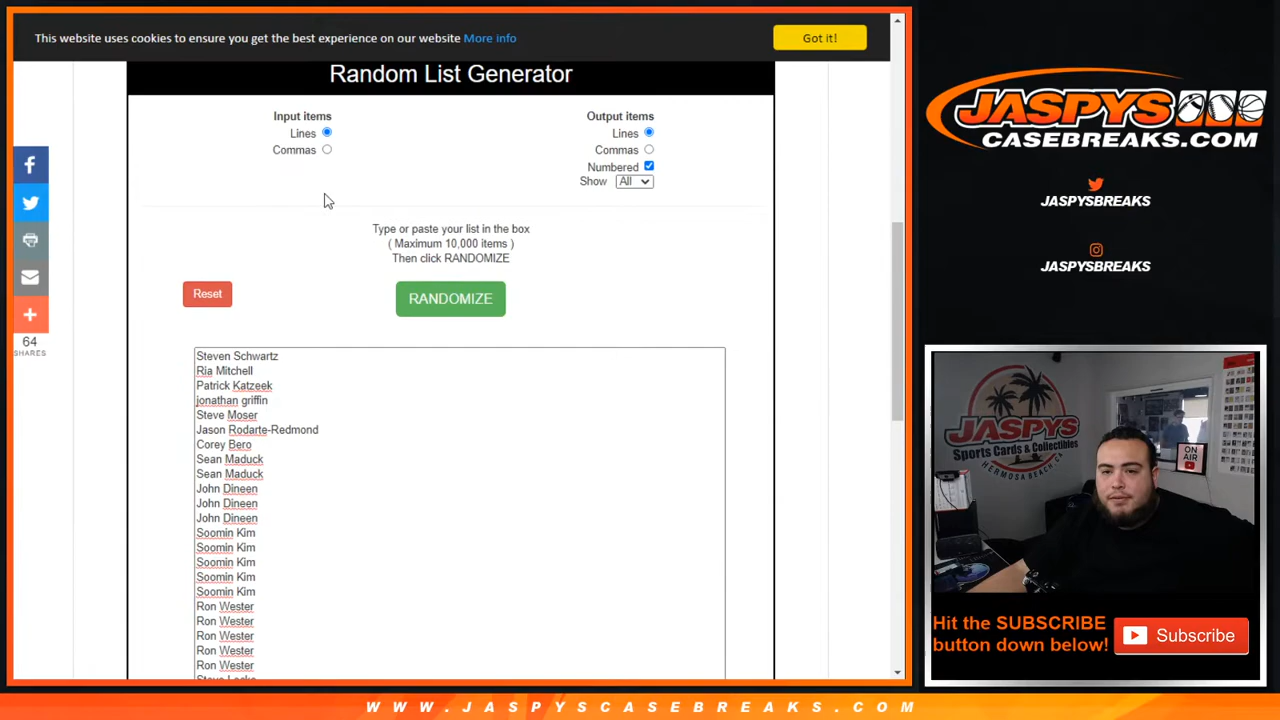 This website uses cookies to ensure you get the best experience on our website More info
Got it!
Random List Generator
Input items
Lines
Commas
Output items
Lines
Commas
Numbered
Show All
Type or paste your list in the box
( Maximum 10,000 items )
Then click RANDOMIZE
Reset
RANDOMIZE
64
SHARES
Steven Schwartz
Ria Mitchell
Patrick Katzeek
jonathan griffin
Steve Moser
Jason Rodarte-Redmond
Corey Bero
Sean Maduck
Sean Maduck
John Dineen
John Dineen
John Dineen
Soomin Kim
Soomin Kim
Soomin Kim
Soomin Kim
Soomin Kim
Ron Wester
Ron Wester
Ron Wester
Ron Wester
Ron Wester
JASPYS
CASEBREAKS.COM
JASPYSBREAKS
JASPYSBREAKS
JASPYS
Sports Cards & Collectibles
HERMOSA BEACH, CA
ON
AIR
Hit the SUBSCRIBE
button down below!
Subscribe
WWW.JASPYSCASEBREAKS.COM